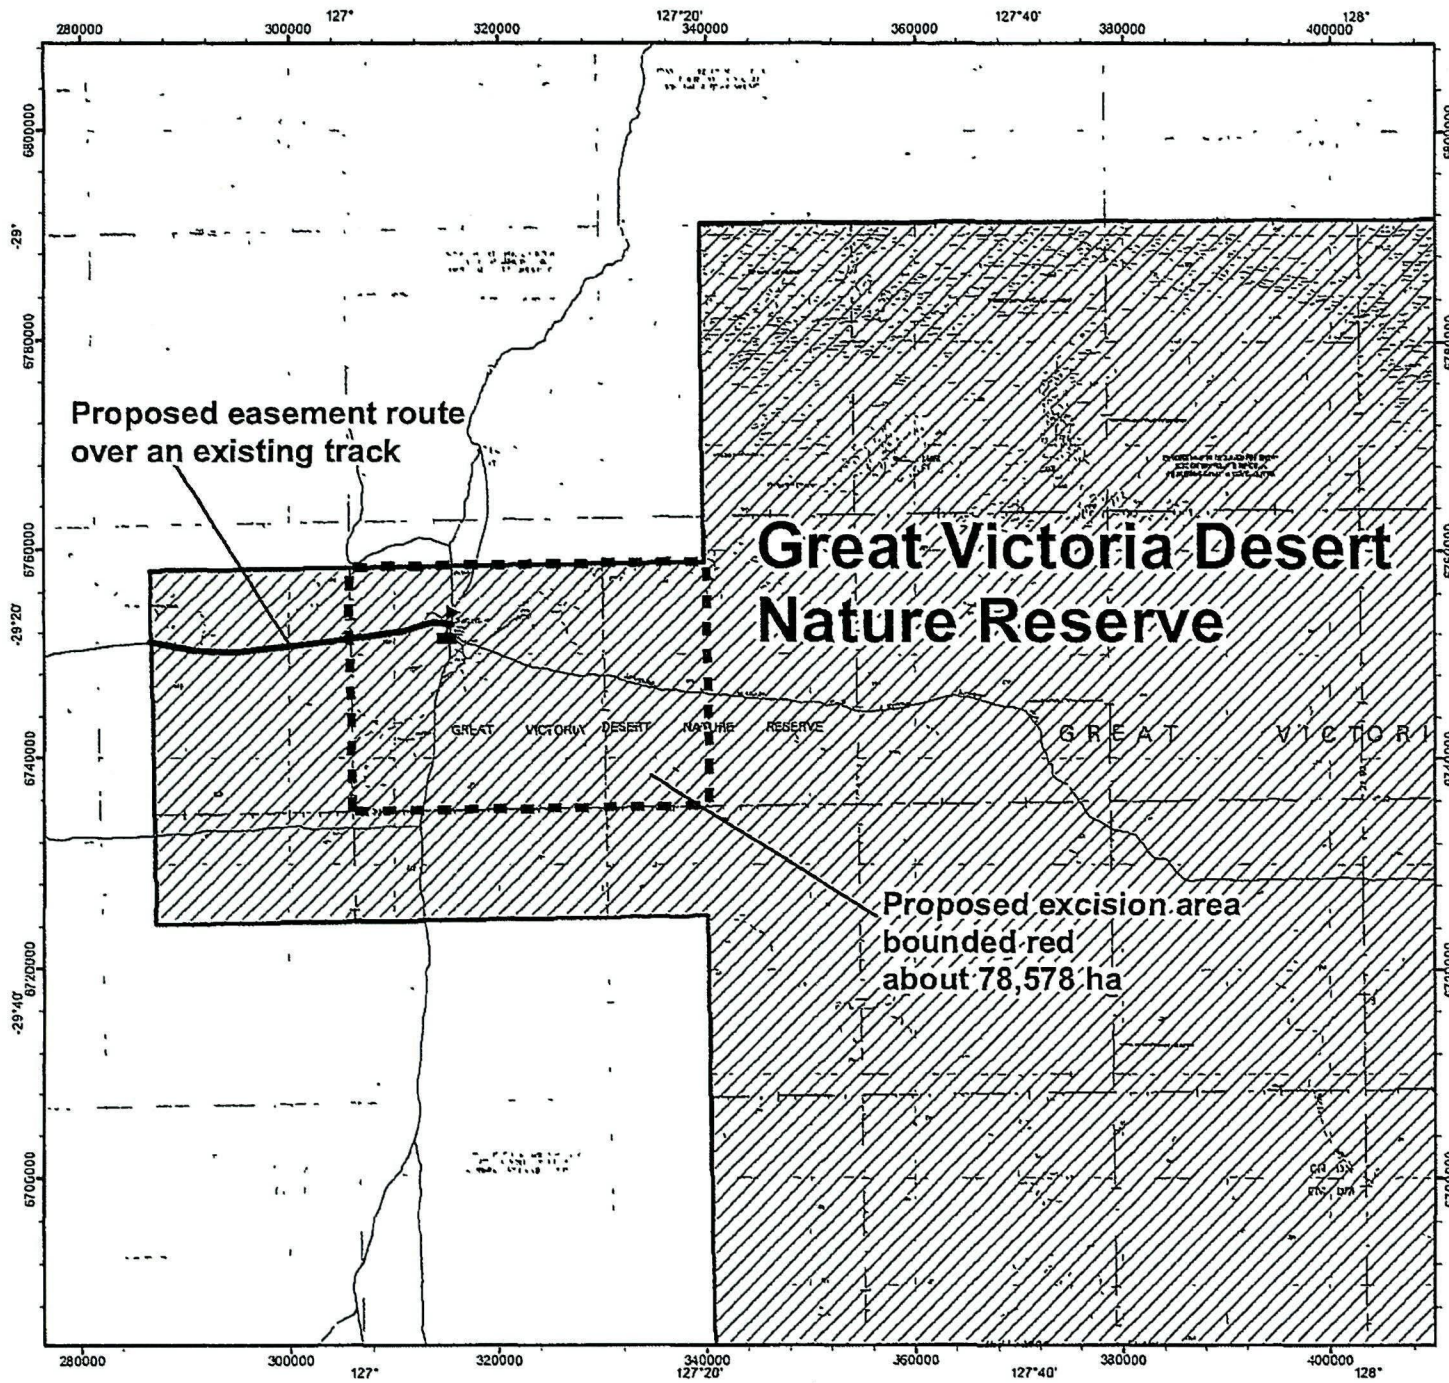 127° 127°20' 127°40' 128°
280000 300000 320000 340000 360000 380000 400000
6800000
-29°
6780000
Proposed easement route
over an existing track
6760000
Great Victoria Desert
Nature Reserve
-29°20'
GREAT VICTORIA DESERT NATURE RESERVE
GREAT VICTORI
6740000
Proposed excision area
bounded red
about 78,578 ha
6720000
-29°40'
6700000
280000 300000 320000 340000 360000 380000 400000
127° 127°20' 127°40' 128°